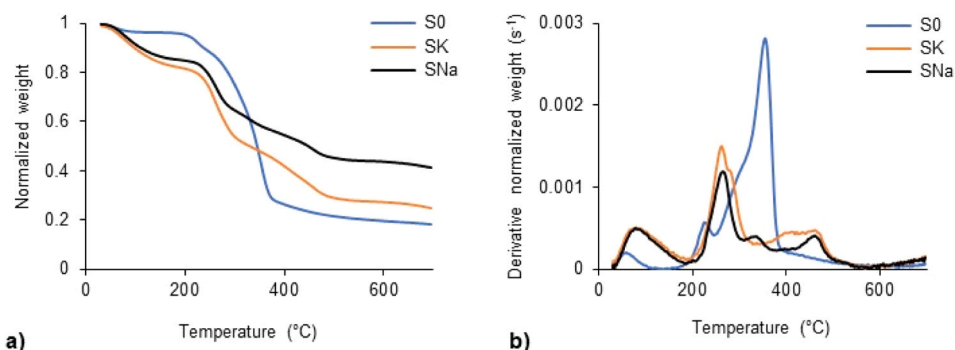 Normalized weight
1
0.8
0.6
0.4
0.2
0
0
200
400
600
Temperature (°C)
S0
SK
SNa
a)
Derivative normalized weight (s⁻¹)
0.003
0.002
0.001
0.000
0
200
400
600
Temperature (°C)
S0
SK
SNa
b)